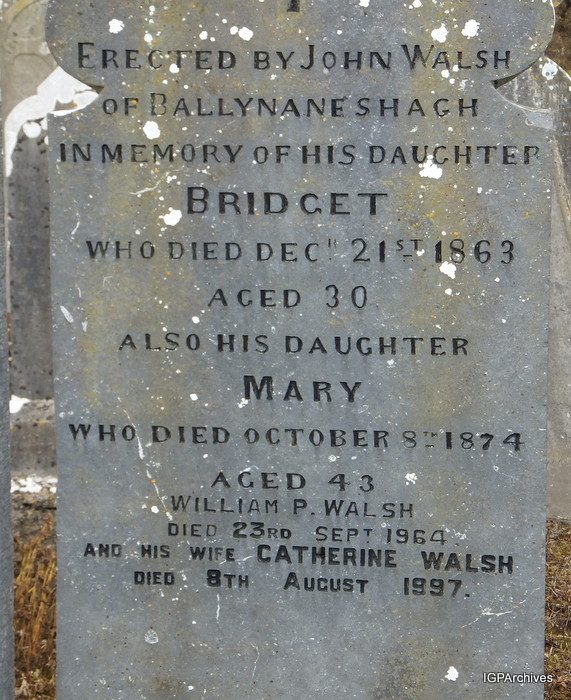 ERECTED BY JOHN WALSH
OF BALLYNANESHAGH
IN MEMORY OF HIS DAUGHTER
BRIDGET
WHO DIED DECR 21ST 1863
AGED 30
ALSO HIS DAUGHTER
MARY
WHO DIED OCTOBER 8TH 1874
AGED 43
WILLIAM P. WALSH
DIED 23RD SEPT 1964
AND HIS WIFE CATHERINE WALSH
DIED 8TH AUGUST 1997.
IGPArchives